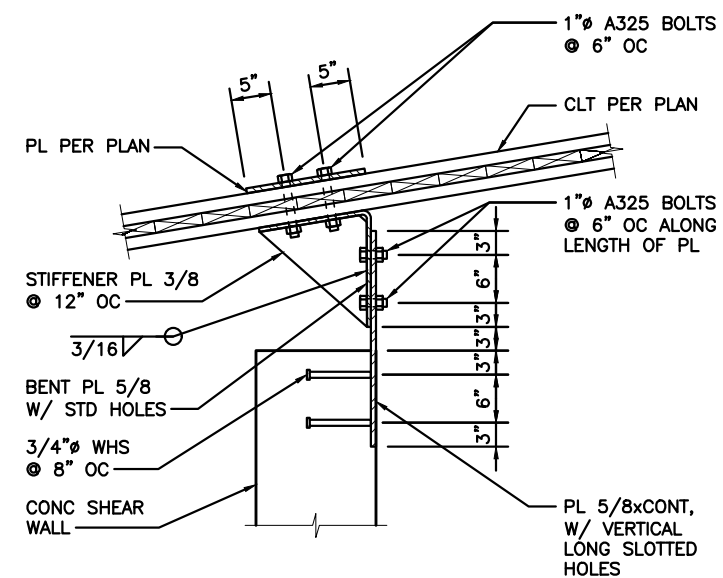 1"ø A325 BOLTS
@ 6" OC
5"
5"
CLT PER PLAN
PL PER PLAN
1"ø A325 BOLTS
@ 6" OC ALONG
LENGTH OF PL
3"
6"
3"
3"
3"
6"
3"
STIFFENER PL 3/8
@ 12" OC
3/16
BENT PL 5/8
W/ STD HOLES
3/4"ø WHS
@ 8" OC
CONC SHEAR
WALL
PL 5/8xCONT,
W/ VERTICAL
LONG SLOTTED
HOLES